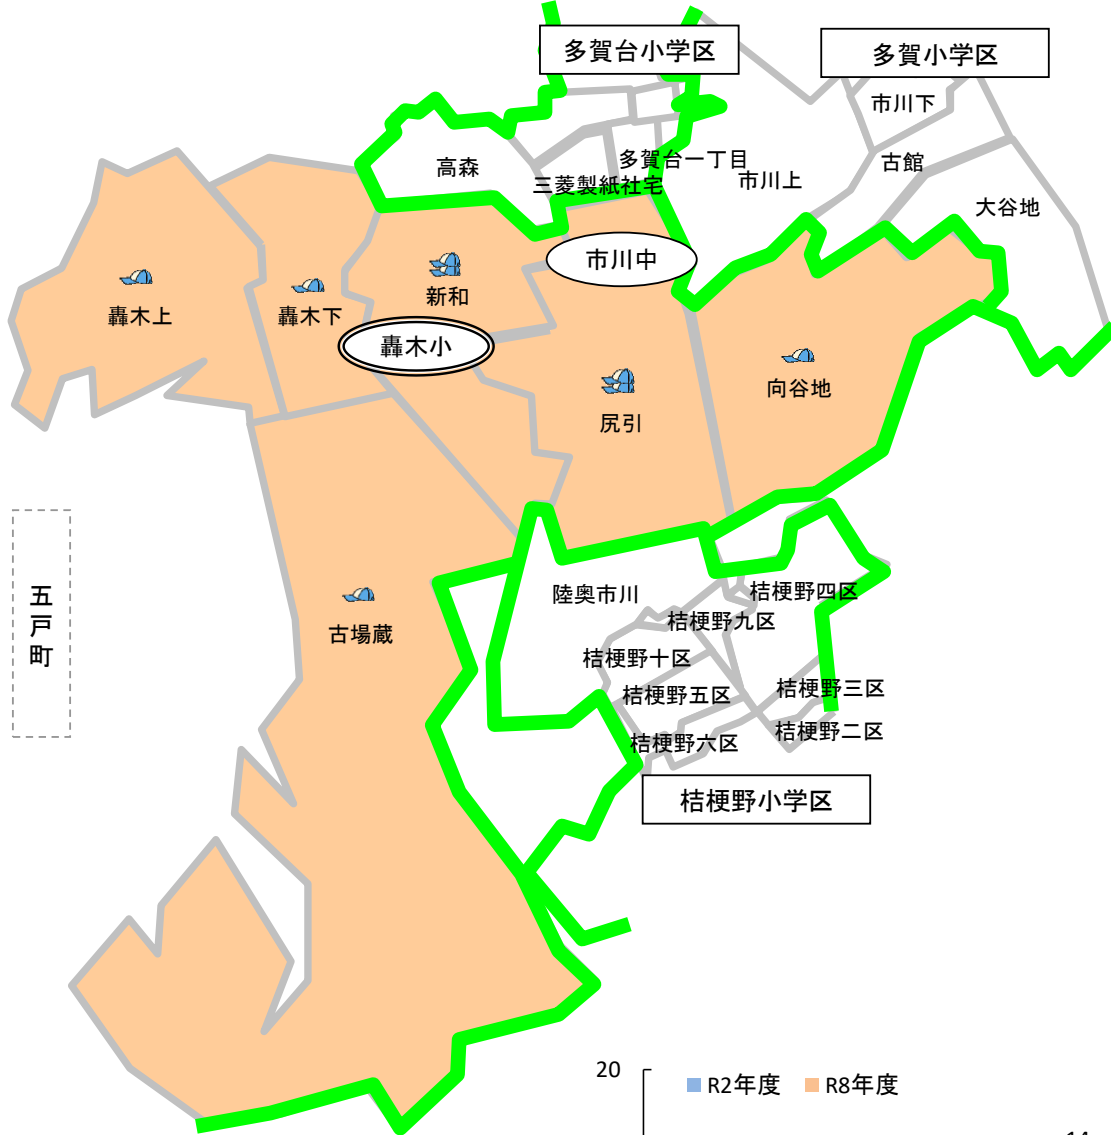 多賀台小学区
多賀小学区
市川下
高森
多賀台一丁目
古館
三菱製紙社宅
市川上
大谷地
市川中
轟木上
轟木下
新和
轟木小
向谷地
尻引
五戸町
古場蔵
陸奥市川
桔梗野四区
桔梗野九区
桔梗野十区
桔梗野五区
桔梗野三区
桔梗野六区
桔梗野二区
桔梗野小学区
20
R2年度 R8年度
14